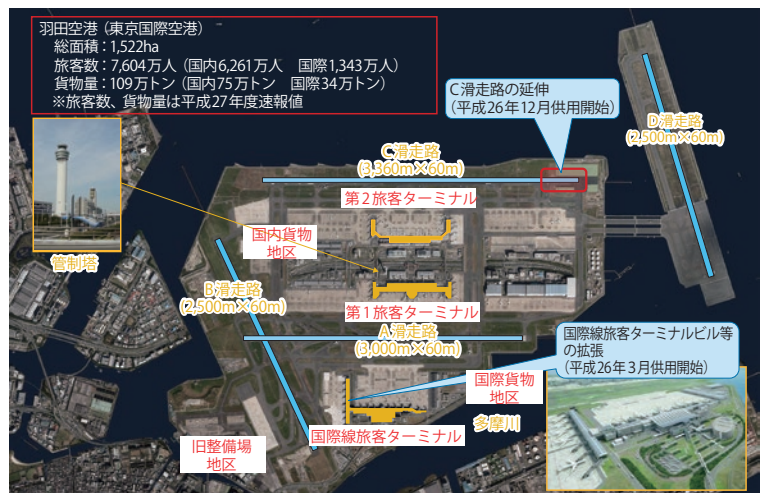 羽田空港（東京国際空港）
総面積：1,522ha
旅客数：7,604万人（国内6,261万人　国際1,343万人）
貨物量：109万トン（国内75万トン　国際34万トン）
※旅客数、貨物量は平成27年度速報値
C滑走路の延伸
（平成26年12月供用開始）
D滑走路
(2,500m×60m)
C滑走路
(3,360m×60m)
第2旅客ターミナル
国内貨物
地区
管制塔
B滑走路
(2,500m×60m)
第1旅客ターミナル
A滑走路
(3,000m×60m)
国際線旅客ターミナルビル等
の拡張
（平成26年3月供用開始）
国際貨物
地区
多摩川
国際線旅客ターミナル
旧整備場
地区